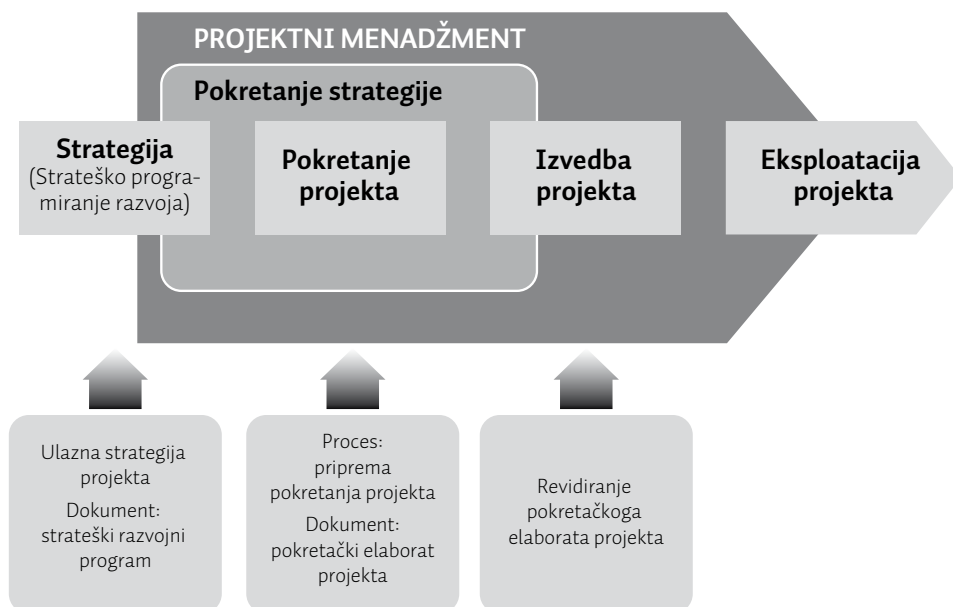 PROJEKTNI MENADŽMENT
Pokretanje strategije
Strategija
(Strateško progra-
miranje razvoja)
Pokretanje
projekta
Izvedba
projekta
Eksploatacija
projekta
Ulazna strategija
projekta
Dokument:
strateški razvojni
program
Proces:
priprema
pokretanja projekta
Dokument:
pokretački elaborat
projekta
Revidiranje
pokretačkoga
elaborata projekta